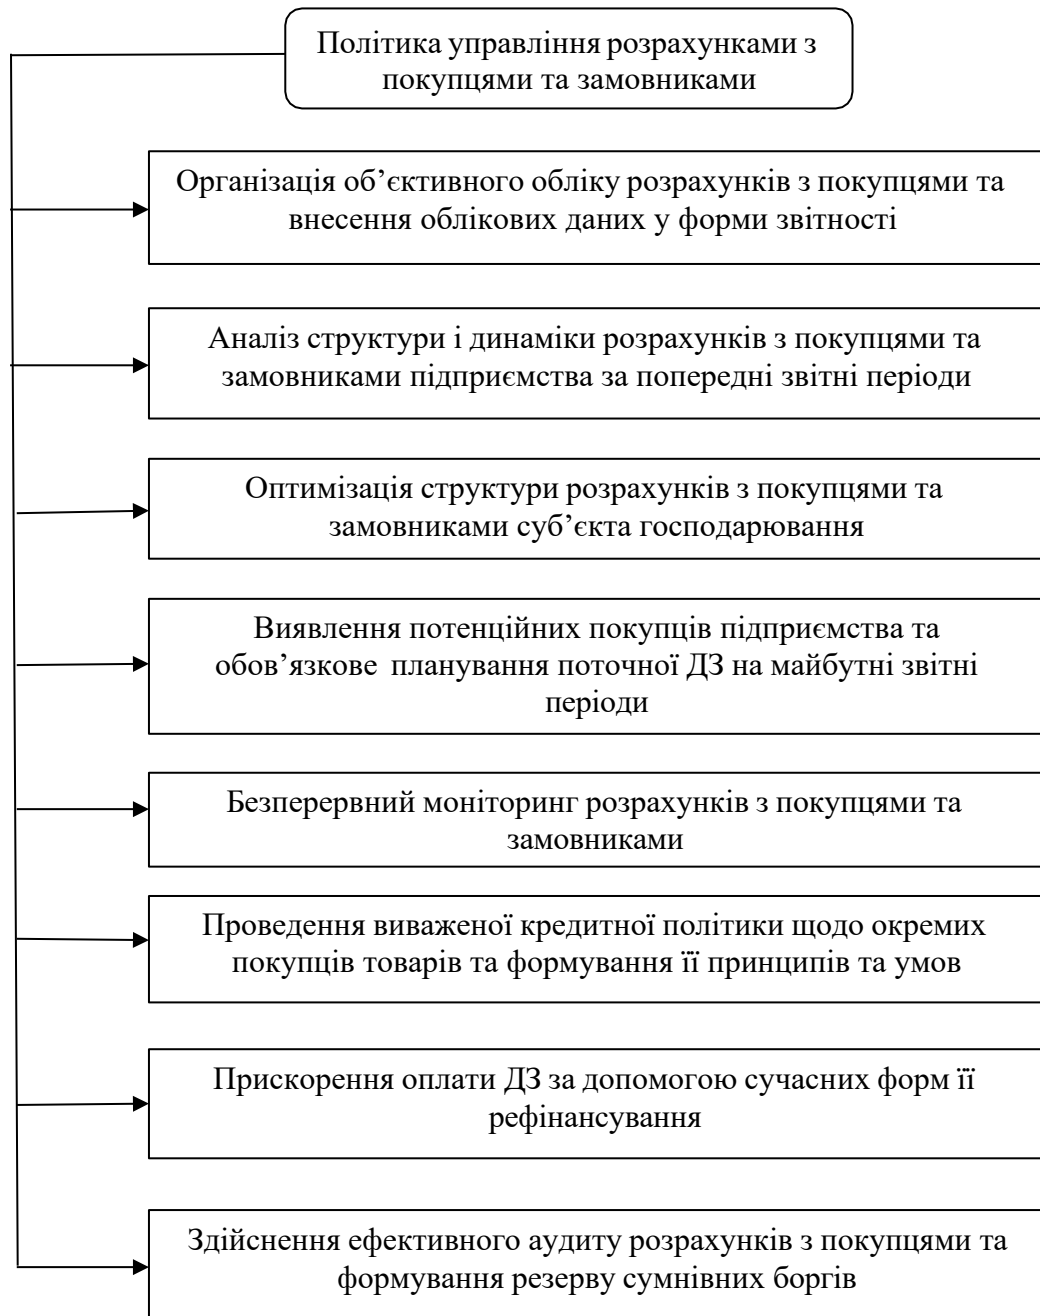 Політика управління розрахунками з
покупцями та замовниками
Організація об’єктивного обліку розрахунків з покупцями та
внесення облікових даних у форми звітності
Аналіз структури і динаміки розрахунків з покупцями та
замовниками підприємства за попередні звітні періоди
Оптимізація структури розрахунків з покупцями та
замовниками суб’єкта господарювання
Виявлення потенційних покупців підприємства та
обов’язкове планування поточної ДЗ на майбутні звітні
періоди
Безперервний моніторинг розрахунків з покупцями та
замовниками
Проведення виваженої кредитної політики щодо окремих
покупців товарів та формування її принципів та умов
Прискорення оплати ДЗ за допомогою сучасних форм її
рефінансування
Здійснення ефективного аудиту розрахунків з покупцями та
формування резерву сумнівних боргів